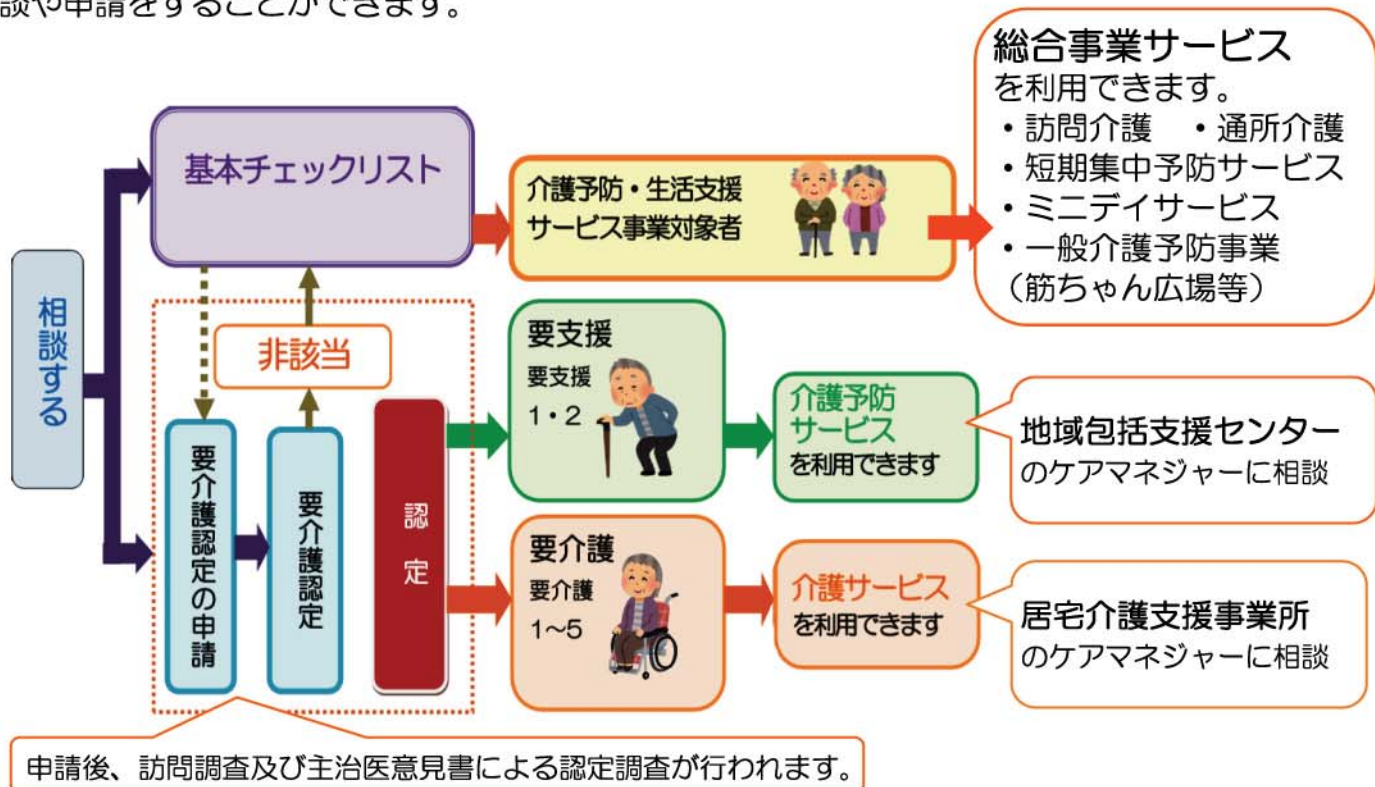 談や申請をすることができます。
相談する
基本チェックリスト
介護予防・生活支援
サービス事業対象者
総合事業サービス
を利用できます。
・訪問介護　・通所介護
・短期集中予防サービス
・ミニデイサービス
・一般介護予防事業
（筋ちゃん広場等）
非該当
要介護認定の申請
要介護認定
認定
要支援
要支援
1・2
介護予防
サービス
を利用できます
地域包括支援センター
のケアマネジャーに相談
要介護
要介護
1～5
介護サービス
を利用できます
居宅介護支援事業所
のケアマネジャーに相談
申請後、訪問調査及び主治医意見書による認定調査が行われます。